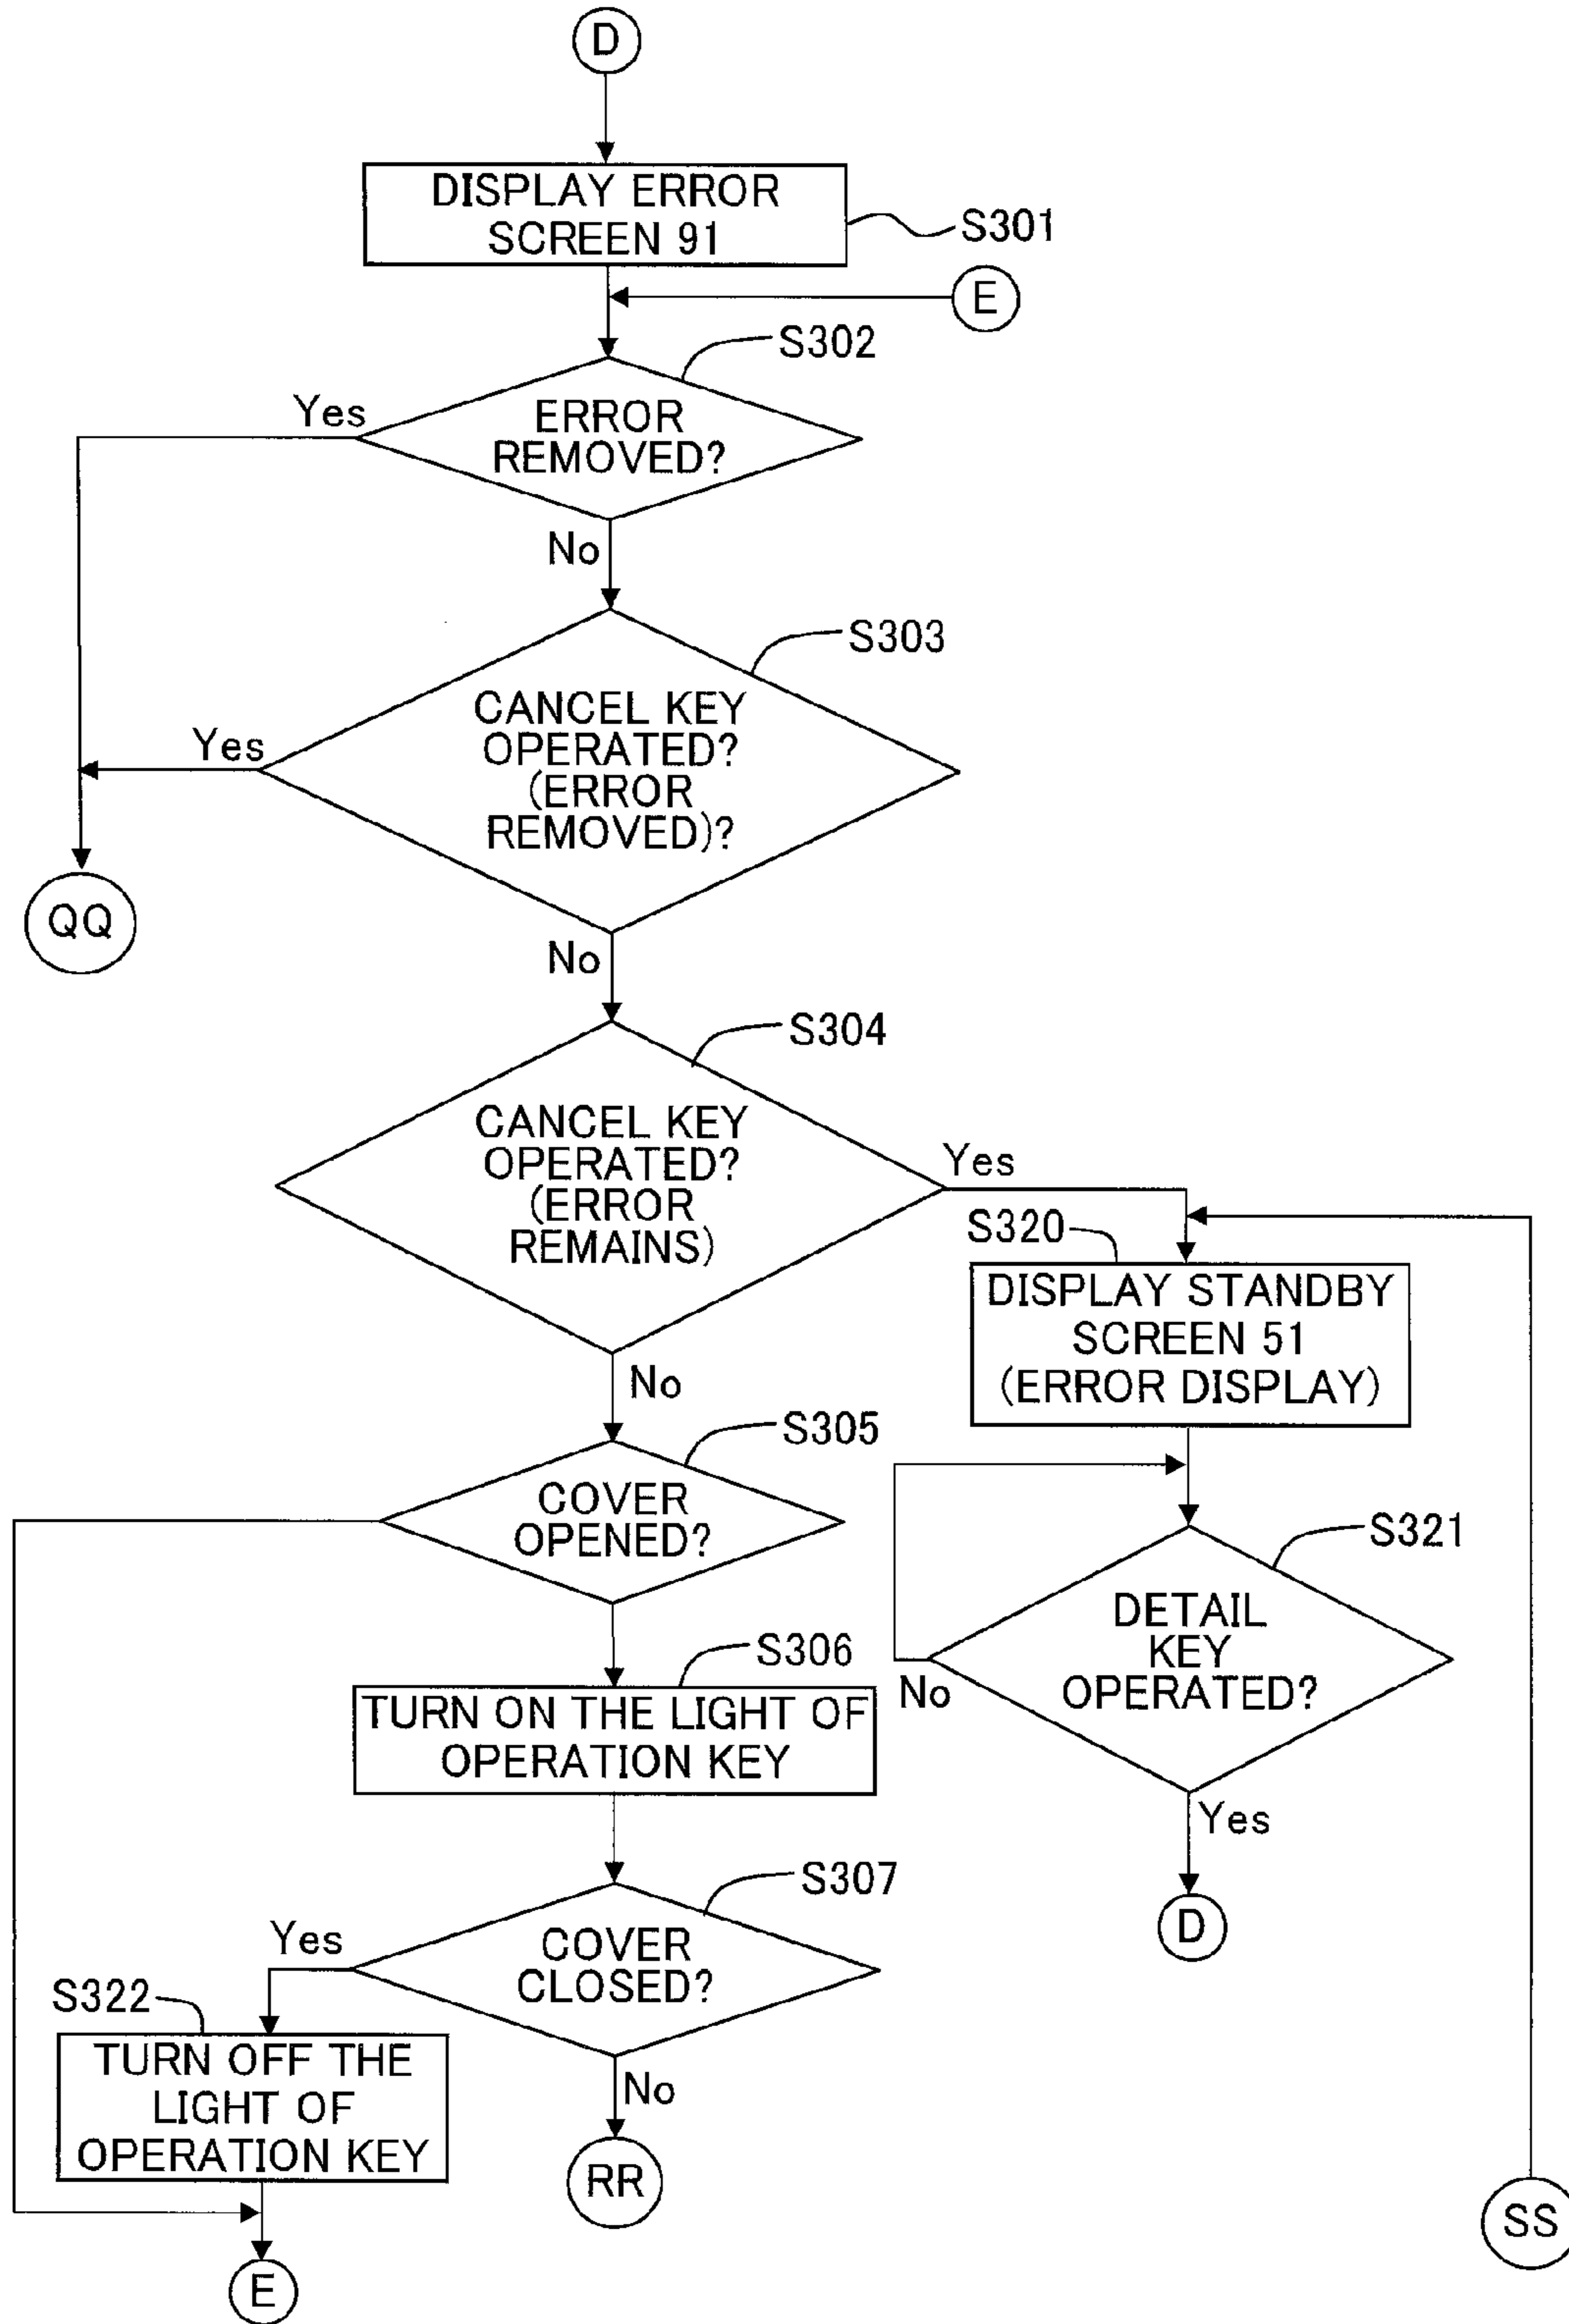 D
DISPLAY ERROR
SCREEN 91
S301
E
S302
Yes
ERROR
REMOVED?
No
S303
Yes
CANCEL KEY
OPERATED?
(ERROR
REMOVED)?
QQ
No
S304
CANCEL KEY
OPERATED?
(ERROR
REMAINS)
Yes
S320
DISPLAY STANDBY
SCREEN 51
(ERROR DISPLAY)
No
S305
COVER
OPENED?
S321
DETAIL
KEY
OPERATED?
No
Yes
D
S306
TURN ON THE LIGHT OF
OPERATION KEY
S307
Yes
COVER
CLOSED?
S322
TURN OFF THE
LIGHT OF
OPERATION KEY
No
RR
SS
E